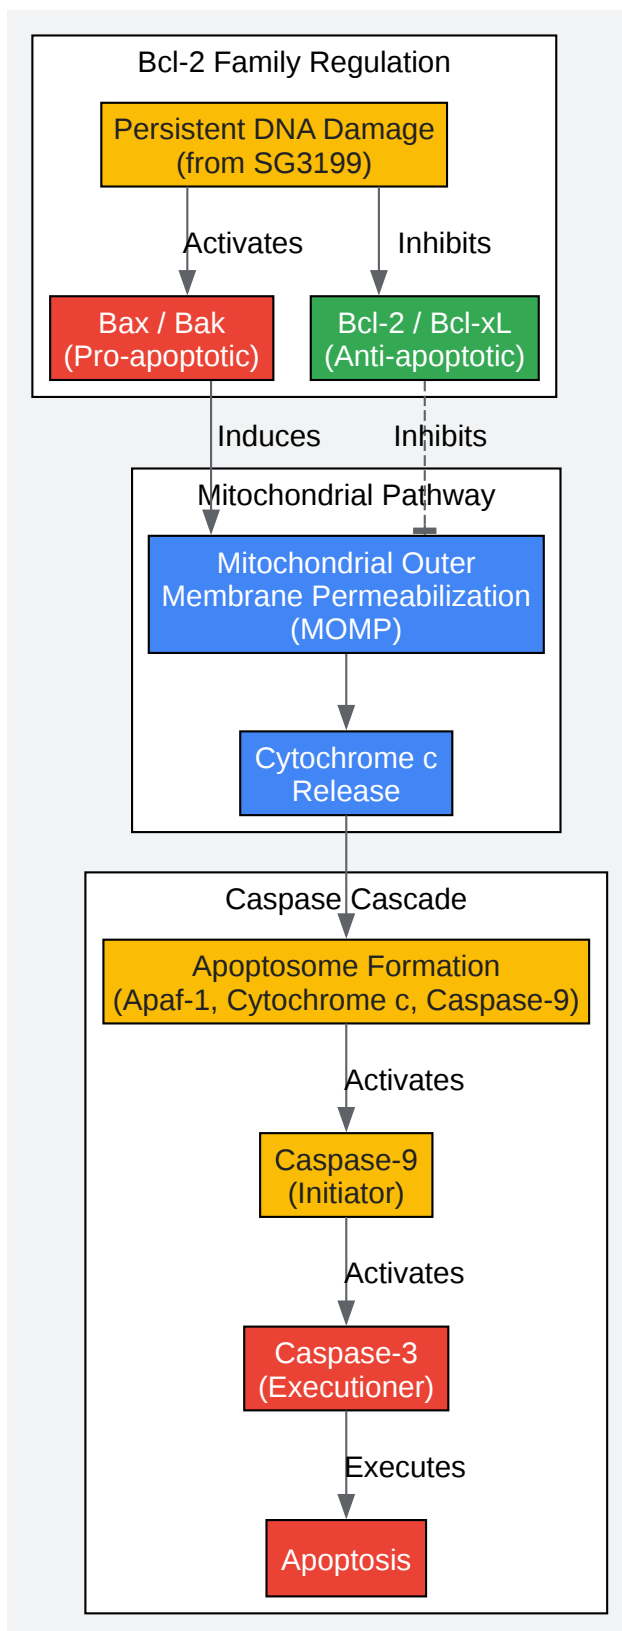 Bcl-2 Family Regulation
Persistent DNA Damage
(from SG3199)
Activates
Inhibits
Bax / Bak
(Pro-apoptotic)
Bcl-2 / Bcl-xL
(Anti-apoptotic)
Induces
Inhibits
Mitochondrial Pathway
Mitochondrial Outer
Membrane Permeabilization
(MOMP)
Cytochrome c
Release
Caspase Cascade
Apoptosome Formation
(Apaf-1, Cytochrome c, Caspase-9)
Activates
Caspase-9
(Initiator)
Activates
Caspase-3
(Executioner)
Executes
Apoptosis